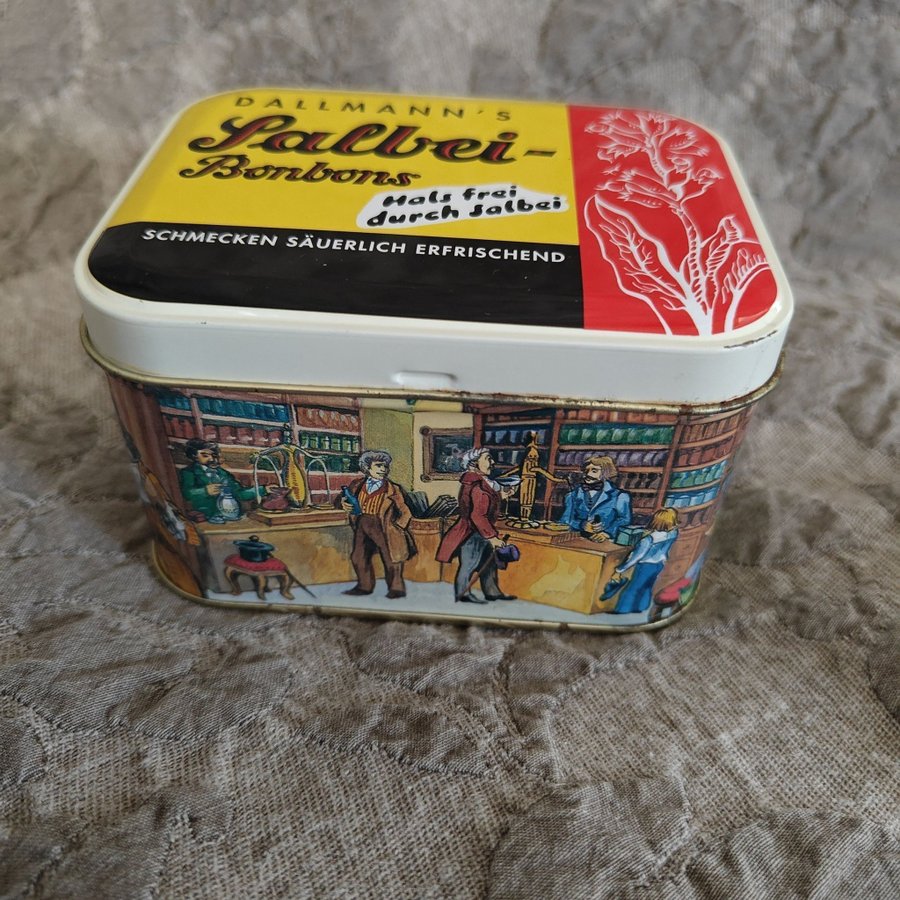 DALLMANN'S
Salbei-
Bonbons
Hals frei
durch Salbei
SCHMECKEN SÄUERLICH ERFRISCHEND